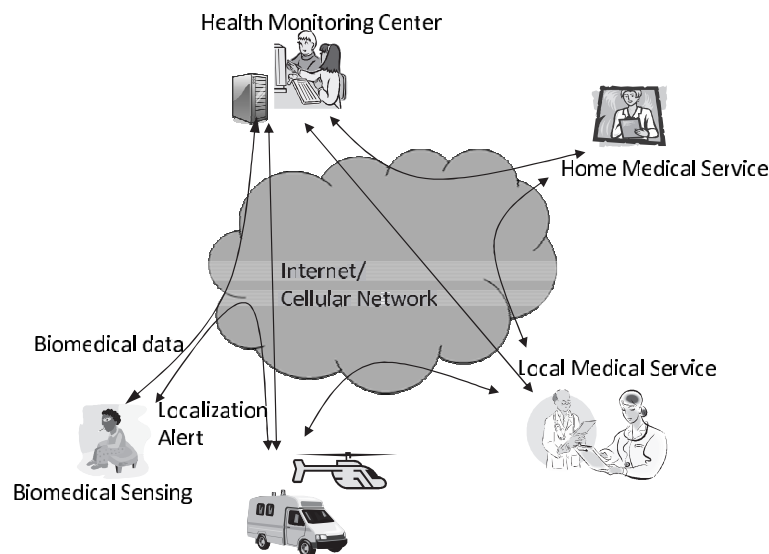 Health Monitoring Center
Home Medical Service
Internet/
Cellular Network
Biomedical data
Local Medical Service
Localization
Alert
Biomedical Sensing